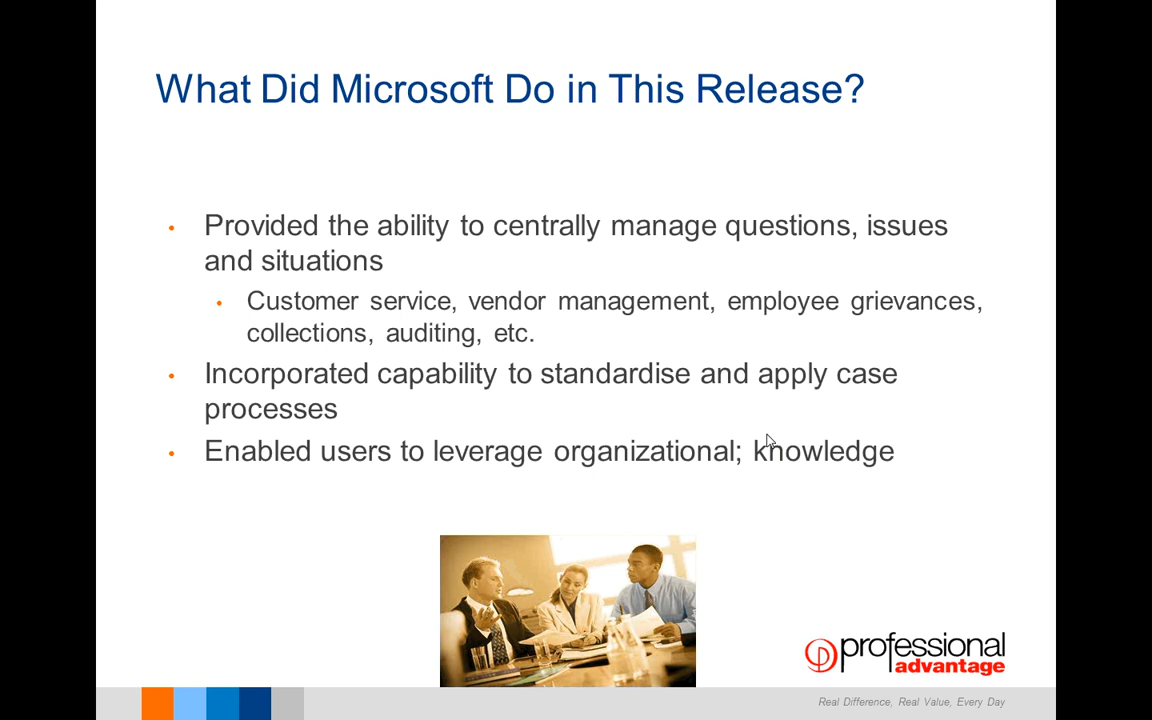 What Did Microsoft Do in This Release?
• Provided the ability to centrally manage questions, issues
and situations
• Customer service, vendor management, employee grievances,
collections, auditing, etc.
• Incorporated capability to standardise and apply case
processes
• Enabled users to leverage organizational; knowledge
professional
advantage
Real Difference, Real Value, Every Day